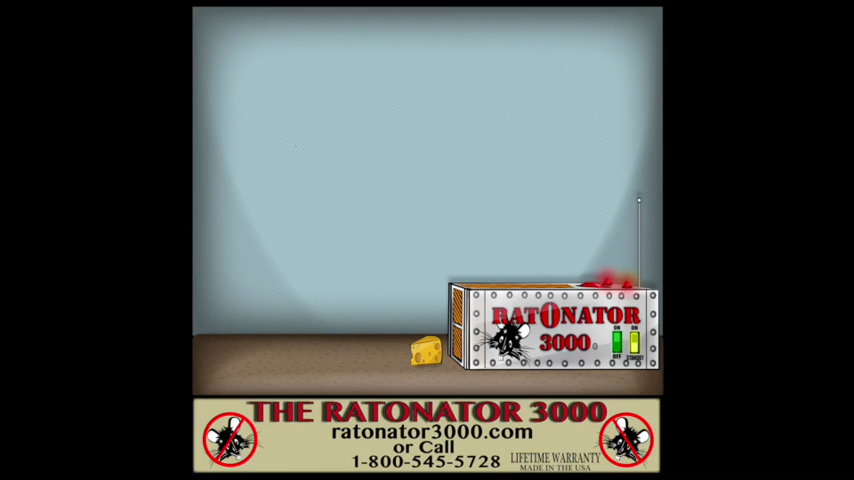 RATONATOR
3000
ON ON
OFF STANDBY
THE RATONATOR 3000
ratonator3000.com
or Call
1-800-545-5728
LIFETIME WARRANTY
MADE IN THE USA